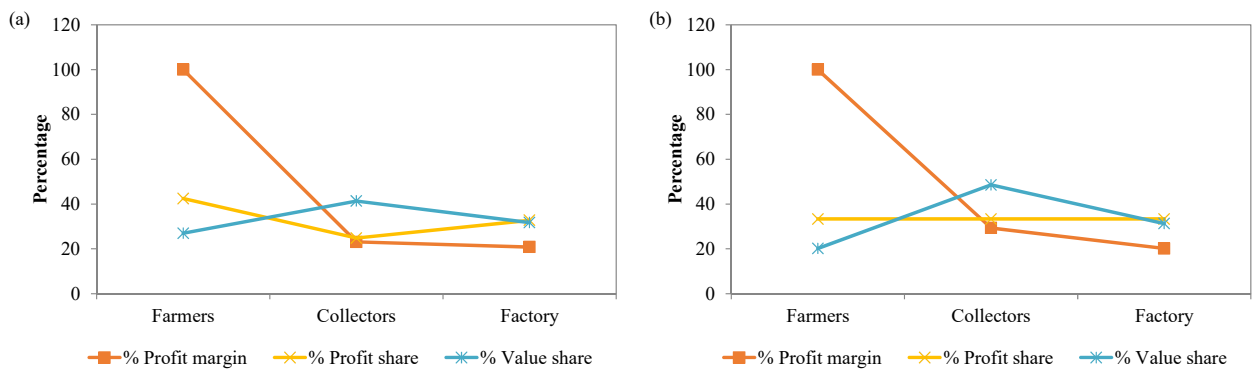 (a)
Percentage
120
100
80
60
40
20
0
Farmers Collectors Factory
% Profit margin % Profit share % Value share
(b)
Percentage
120
100
80
60
40
20
0
Farmers Collectors Factory
% Profit margin % Profit share % Value share